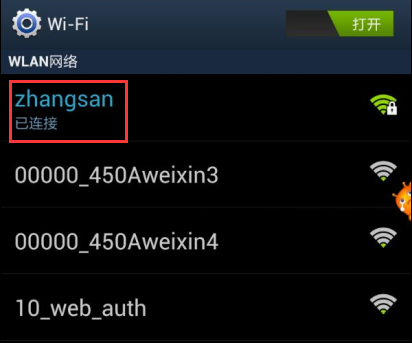 Wi-Fi 打开
WLAN网络
zhangsan
已连接
00000_450Aweixin3
00000_450Aweixin4
10_web_auth